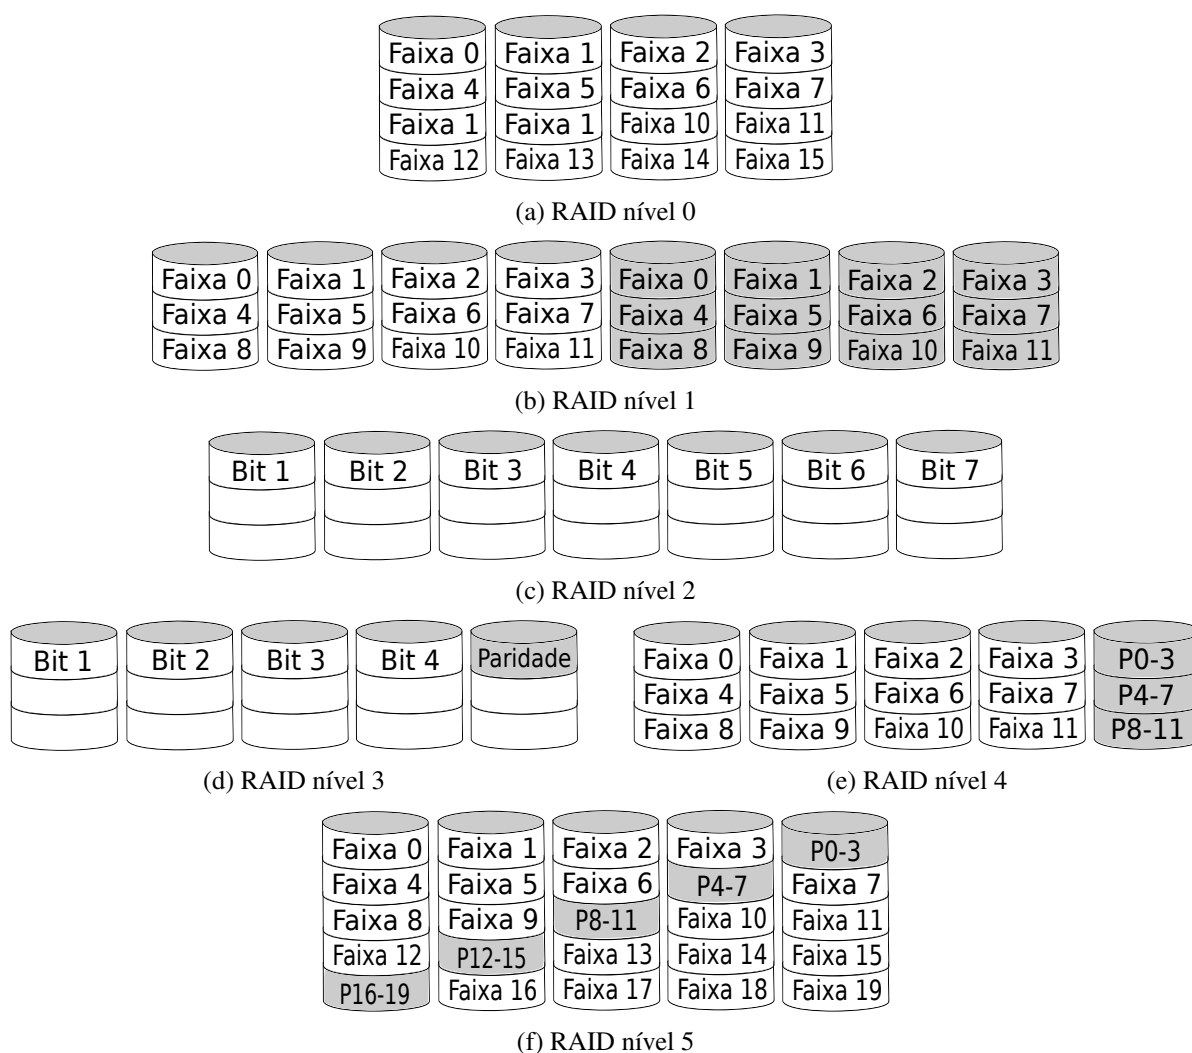 Faixa 0 Faixa 1 Faixa 2 Faixa 3
Faixa 4 Faixa 5 Faixa 6 Faixa 7
Faixa 1 Faixa 1 Faixa 10 Faixa 11
Faixa 12 Faixa 13 Faixa 14 Faixa 15
(a) RAID nível 0
Faixa 0 Faixa 1 Faixa 2 Faixa 3 Faixa 0 Faixa 1 Faixa 2 Faixa 3
Faixa 4 Faixa 5 Faixa 6 Faixa 7 Faixa 4 Faixa 5 Faixa 6 Faixa 7
Faixa 8 Faixa 9 Faixa 10 Faixa 11 Faixa 8 Faixa 9 Faixa 10 Faixa 11
(b) RAID nível 1
Bit 1 Bit 2 Bit 3 Bit 4 Bit 5 Bit 6 Bit 7
(c) RAID nível 2
Bit 1 Bit 2 Bit 3 Bit 4 Paridade
(d) RAID nível 3
Faixa 0 Faixa 1 Faixa 2 Faixa 3 P0-3
Faixa 4 Faixa 5 Faixa 6 Faixa 7 P4-7
Faixa 8 Faixa 9 Faixa 10 Faixa 11 P8-11
(e) RAID nível 4
Faixa 0 Faixa 1 Faixa 2 Faixa 3 P0-3
Faixa 4 Faixa 5 Faixa 6 P4-7 Faixa 7
Faixa 8 Faixa 9 P8-11 Faixa 10 Faixa 11
Faixa 12 P12-15 Faixa 13 Faixa 14 Faixa 15
P16-19 Faixa 16 Faixa 17 Faixa 18 Faixa 19
(f) RAID nível 5